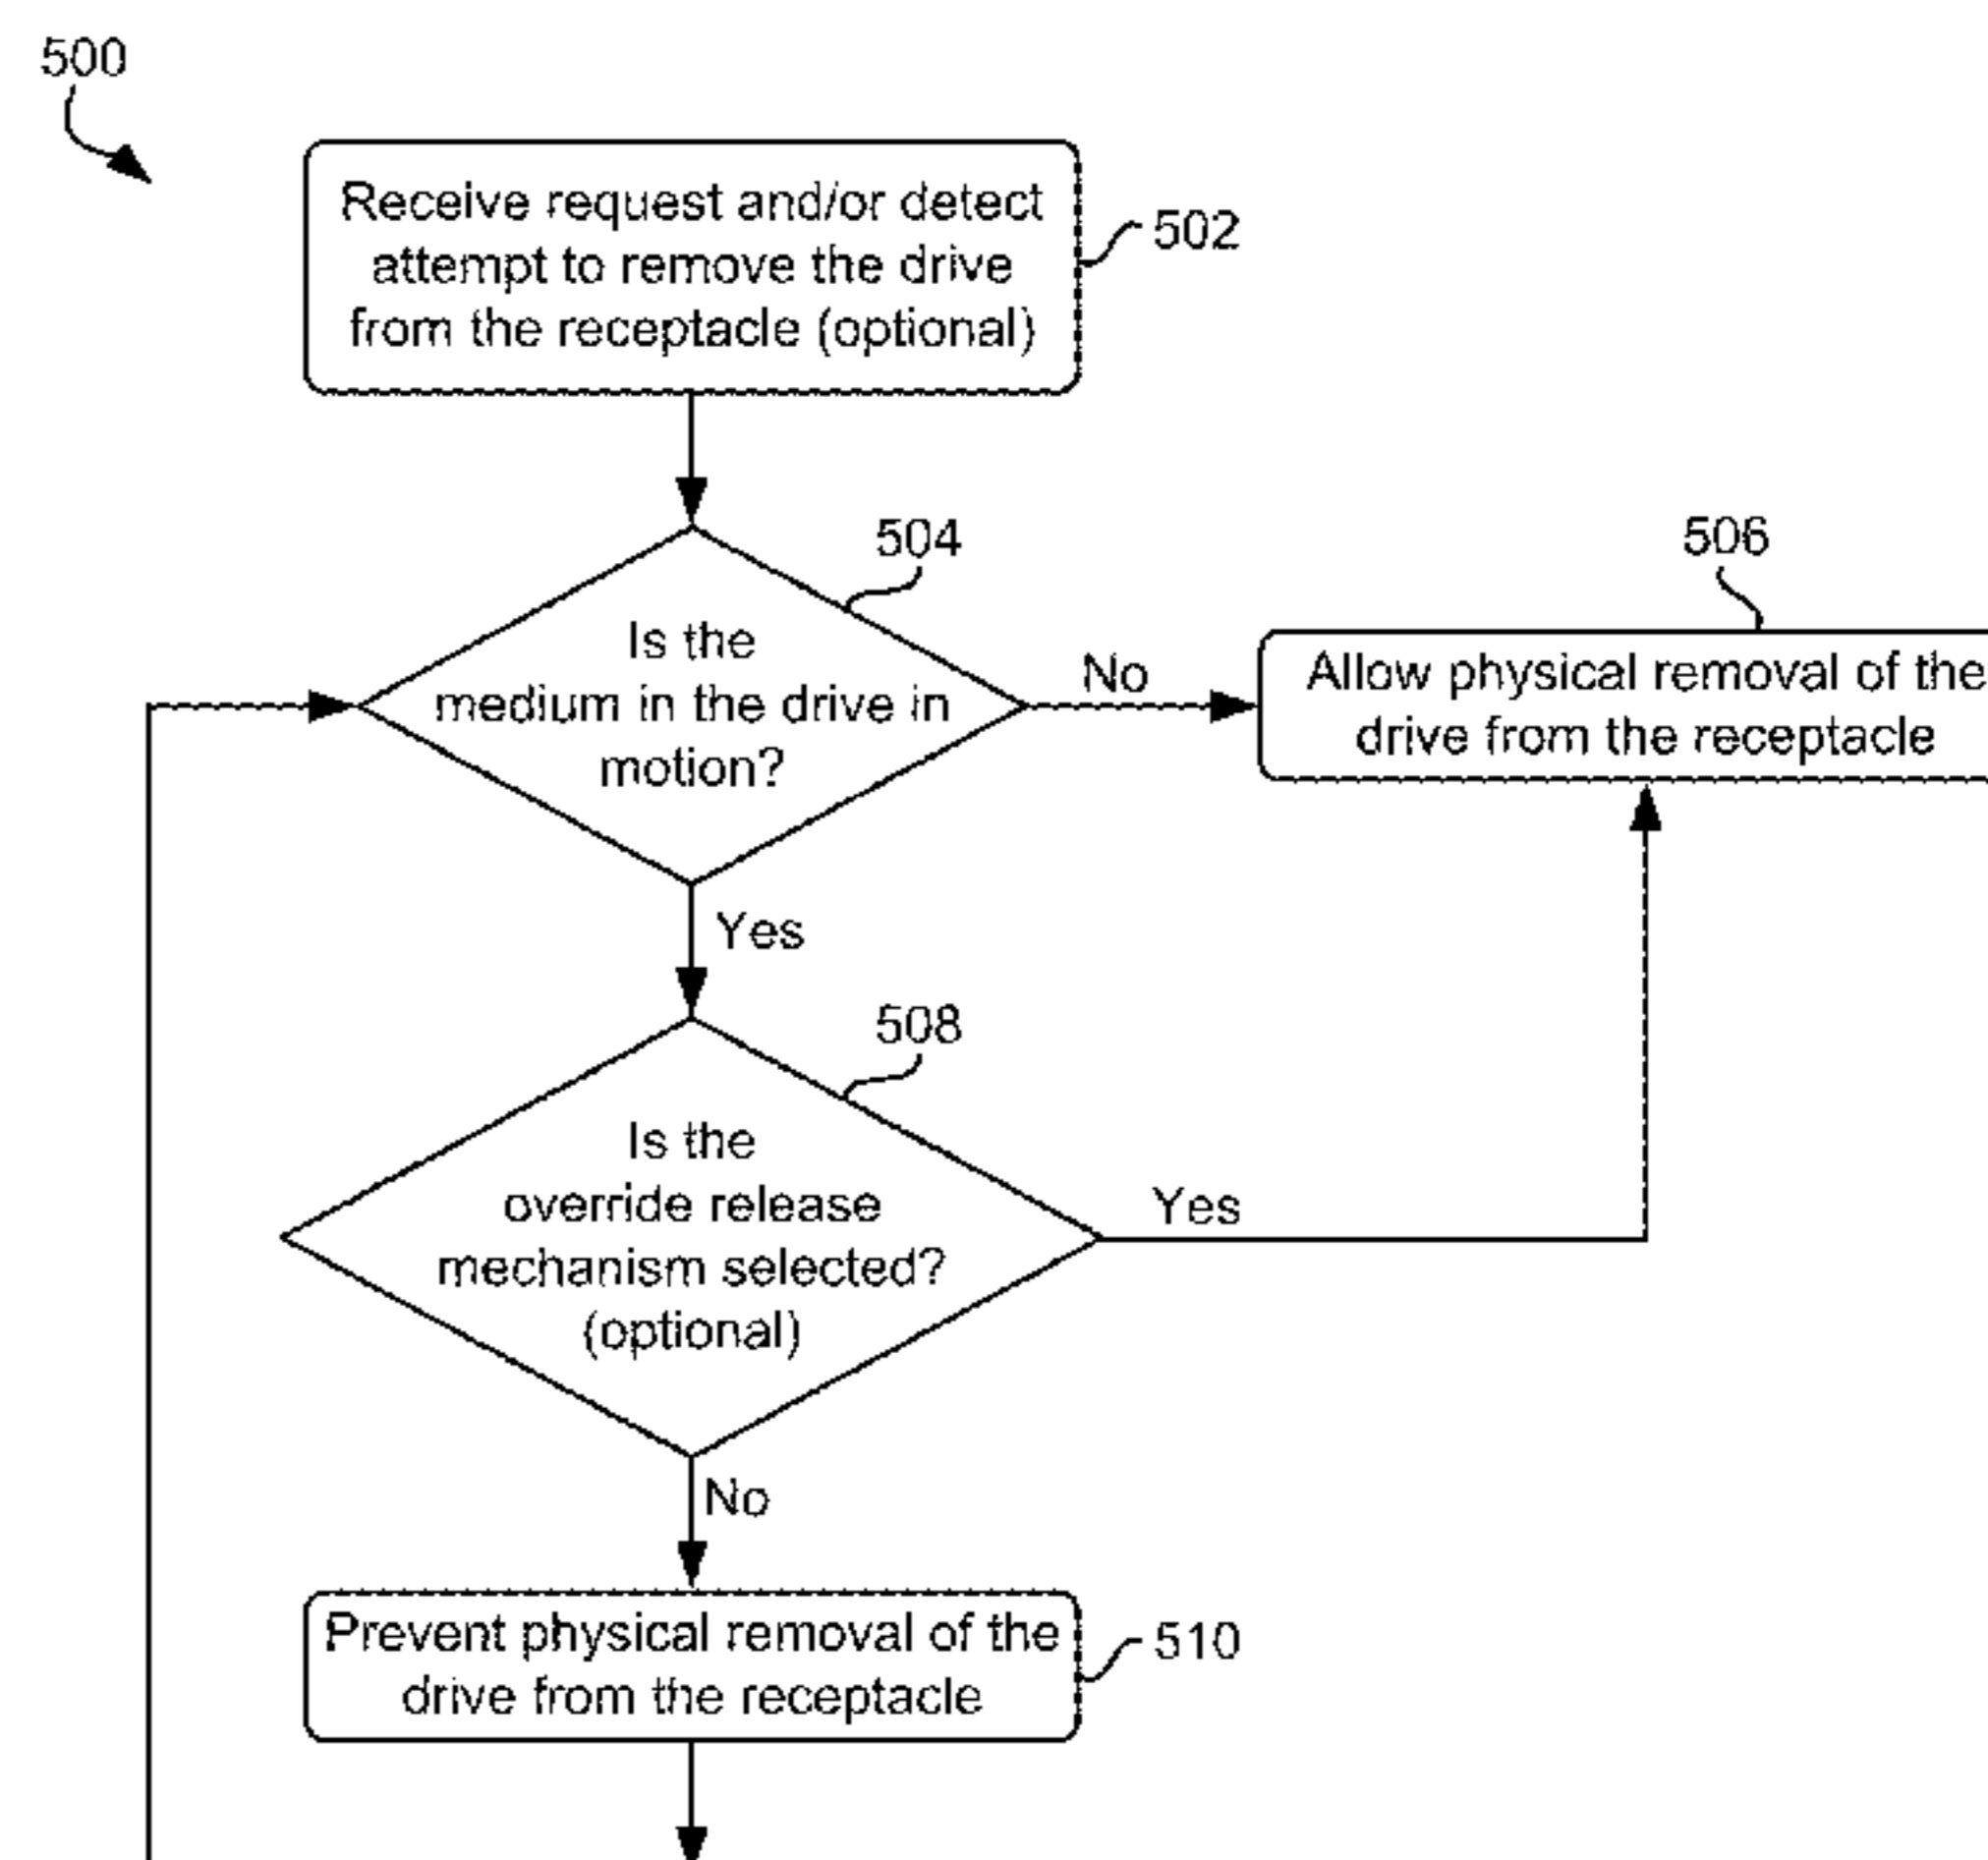 500
Receive request and/or detect
attempt to remove the drive
from the receptacle (optional)
502
504
Is the
medium in the drive in
motion?
No
506
Allow physical removal of the
drive from the receptacle
Yes
508
Is the
override release
mechanism selected?
(optional)
Yes
No
Prevent physical removal of the
drive from the receptacle
510